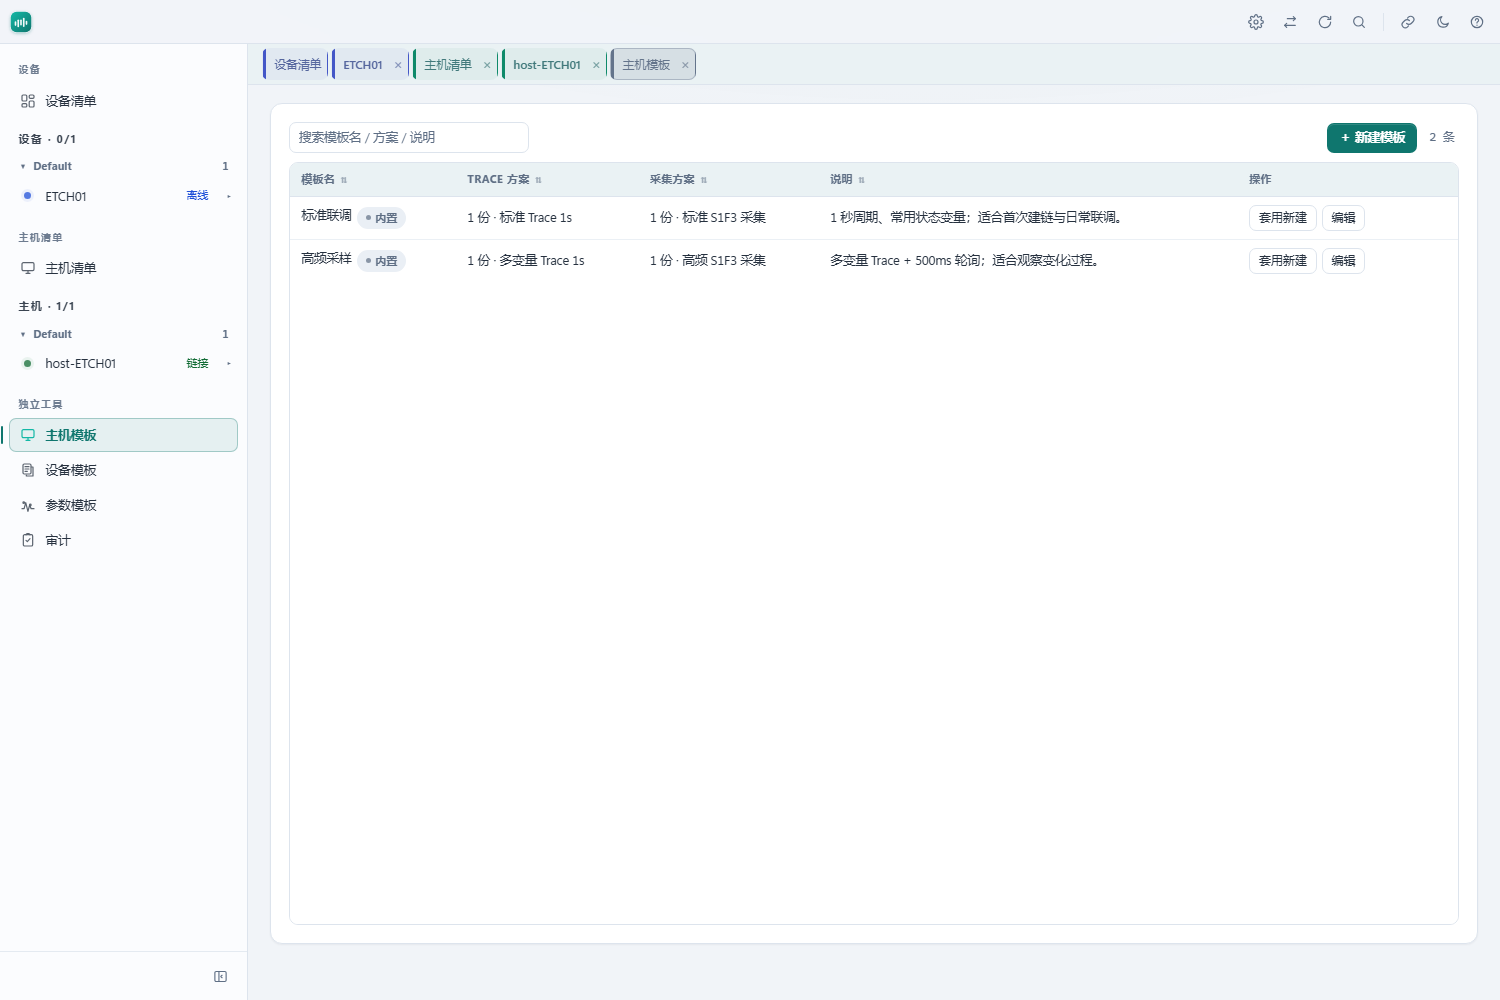 设备
设备清单
设备 · 0/1
Default 1
ETCH01 离线
主机清单
主机清单
主机 · 1/1
Default 1
host-ETCH01 链接
独立工具
主机模板
设备模板
参数模板
审计
设备清单 ETCH01 × 主机清单 × host-ETCH01 × 主机模板 ×
搜索模板名 / 方案 / 说明 + 新建模板 2 条
模板名 TRACE 方案 采集方案 说明 操作
标准联调 内置 1 份 · 标准 Trace 1s 1 份 · 标准 S1F3 采集 1 秒周期、常用状态变量；适合首次建链与日常联调。 套用新建 编辑
高频采样 内置 1 份 · 多变量 Trace 1s 1 份 · 高频 S1F3 采集 多变量 Trace + 500ms 轮询；适合观察变化过程。 套用新建 编辑